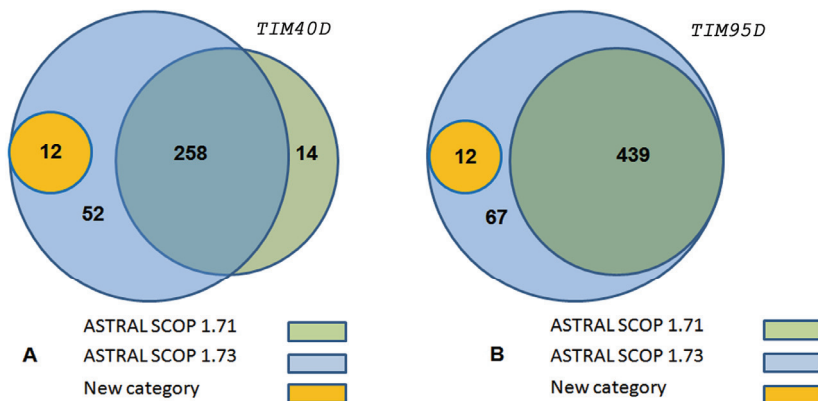 TIM40D
12
258
14
52
ASTRAL SCOP 1.71
A
ASTRAL SCOP 1.73
New category
TIM95D
12
439
67
ASTRAL SCOP 1.71
B
ASTRAL SCOP 1.73
New category